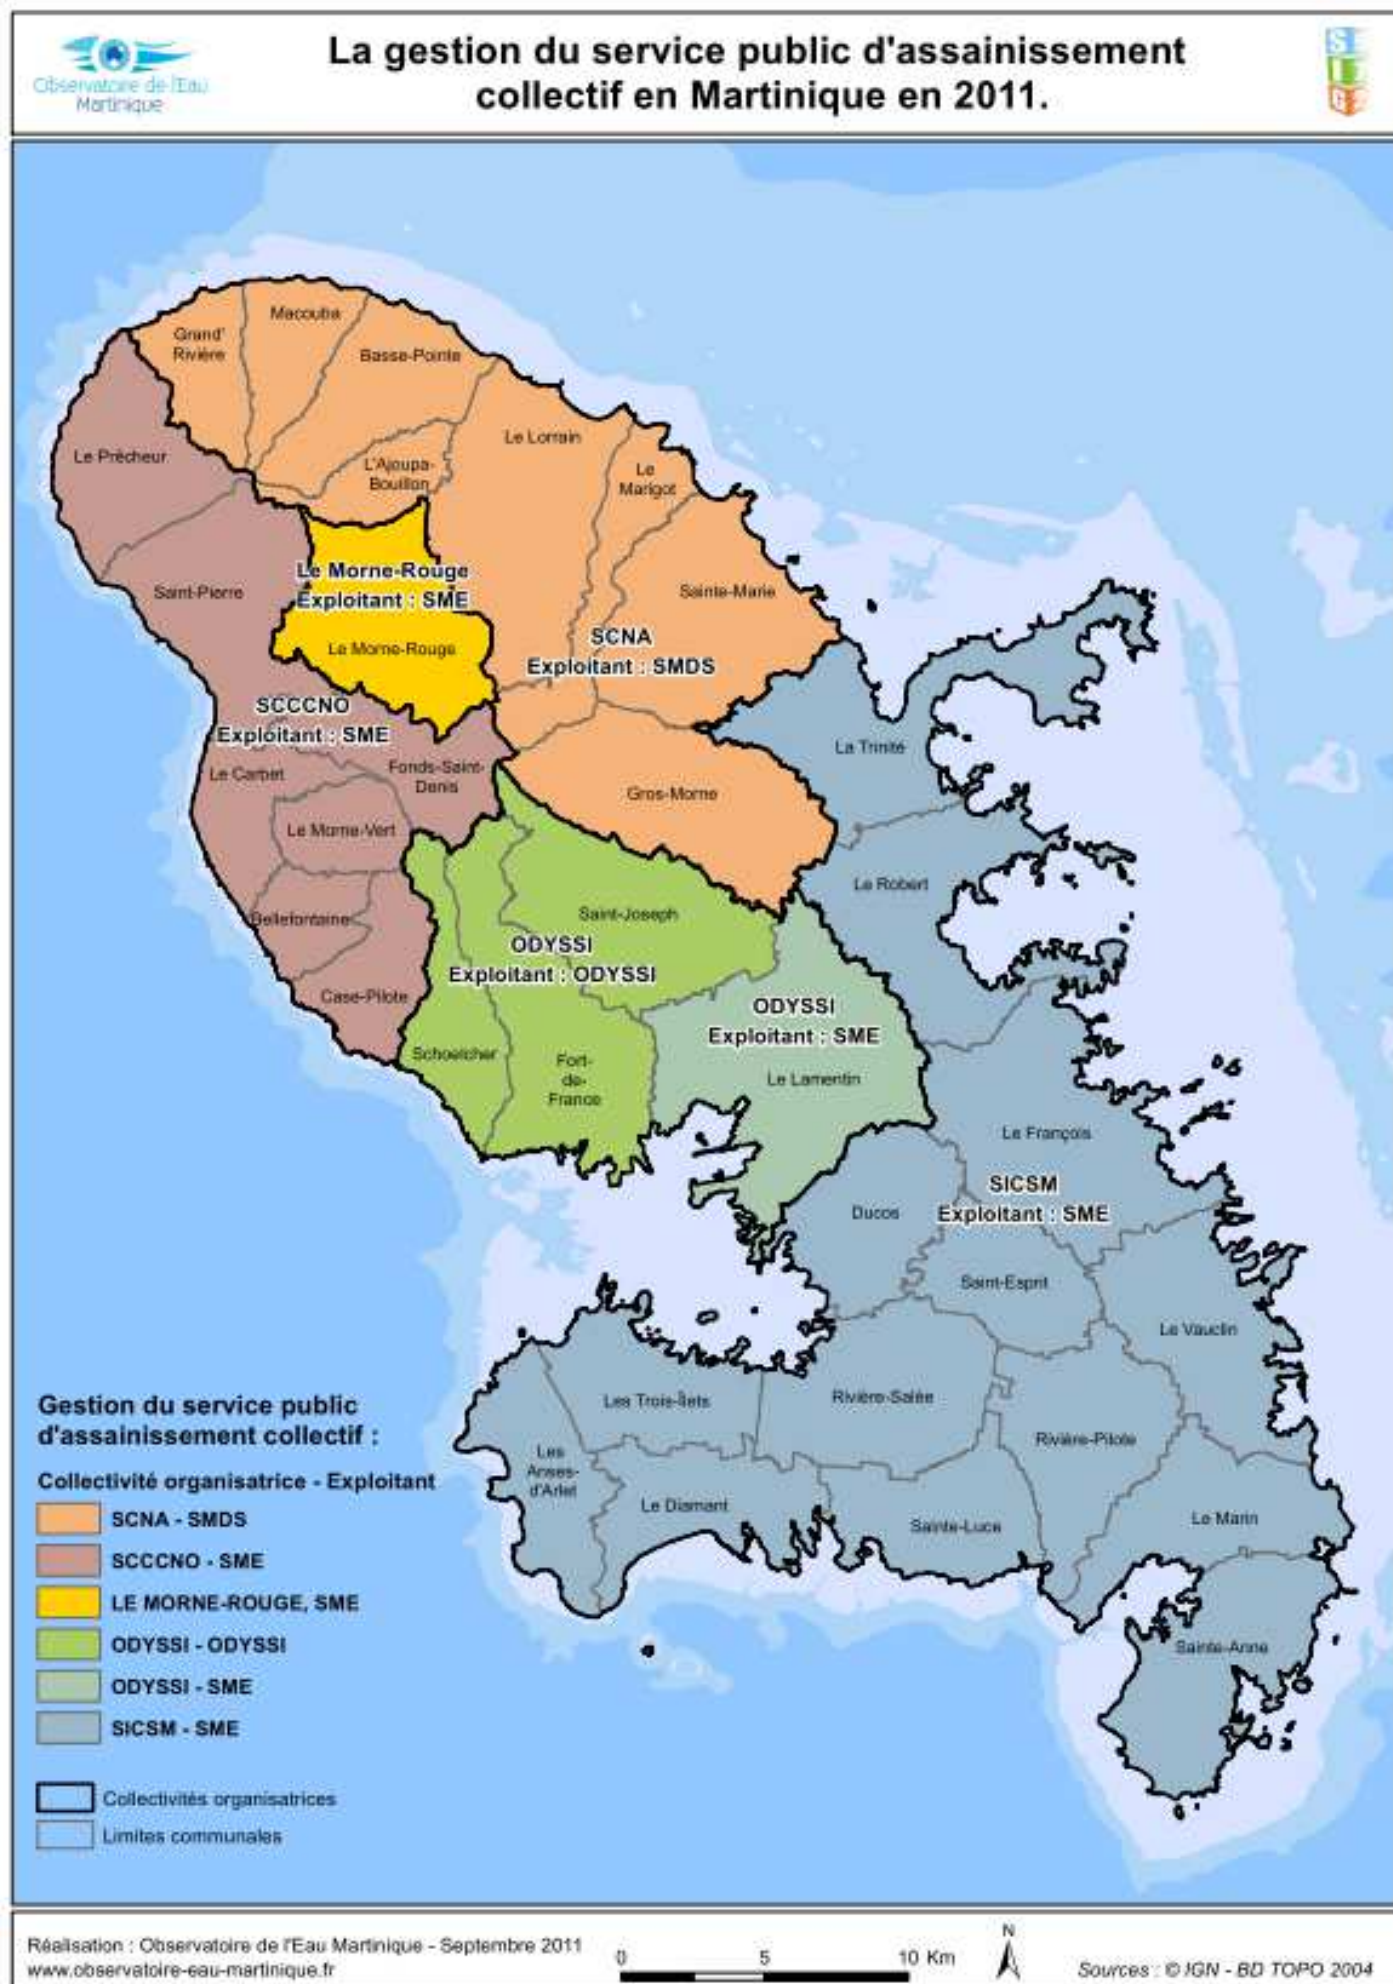 Observatoire de l'Eau
Martinique
La gestion du service public d'assainissement
collectif en Martinique en 2011.
S
I
G
Macouba
Grand'
Rivière
Basse-Pointe
Le Lorrain
Le Prêcheur
L'Ajoupa-
Bouillon
Le
Marigot
Saint-Pierre
Le Morne-Rouge
Exploitant : SME
Sainte-Marie
Le Morne-Rouge
SCNA
Exploitant : SMDS
SCCCNO
Exploitant : SME
La Trinité
Le Carbet
Fonds-Saint-
Denis
Gros-Morne
Le Morne-Vert
Le Robert
Bellefontaine
Saint-Joseph
ODYSSI
Exploitant : ODYSSI
Case-Pilote
ODYSSI
Exploitant : SME
Schoelcher
Fort-
de-
France
Le Lamentin
Le François
SICSM
Exploitant : SME
Ducos
Saint-Esprit
Le Vauclin
Les Trois-Îlets
Rivière-Salée
Rivière-Pilote
Les
Anses-
d'Arlet
Le Diamant
Sainte-Luce
Le Marin
Sainte-Anne
Gestion du service public
d'assainissement collectif :
Collectivité organisatrice - Exploitant
SCNA - SMDS
SCCCNO - SME
LE MORNE-ROUGE, SME
ODYSSI - ODYSSI
ODYSSI - SME
SICSM - SME
Collectivités organisatrices
Limites communales
Réalisation : Observatoire de l'Eau Martinique - Septembre 2011
www.observatoire-eau-martinique.fr
0 5 10 Km
N
Sources : © IGN - BD TOPO 2004